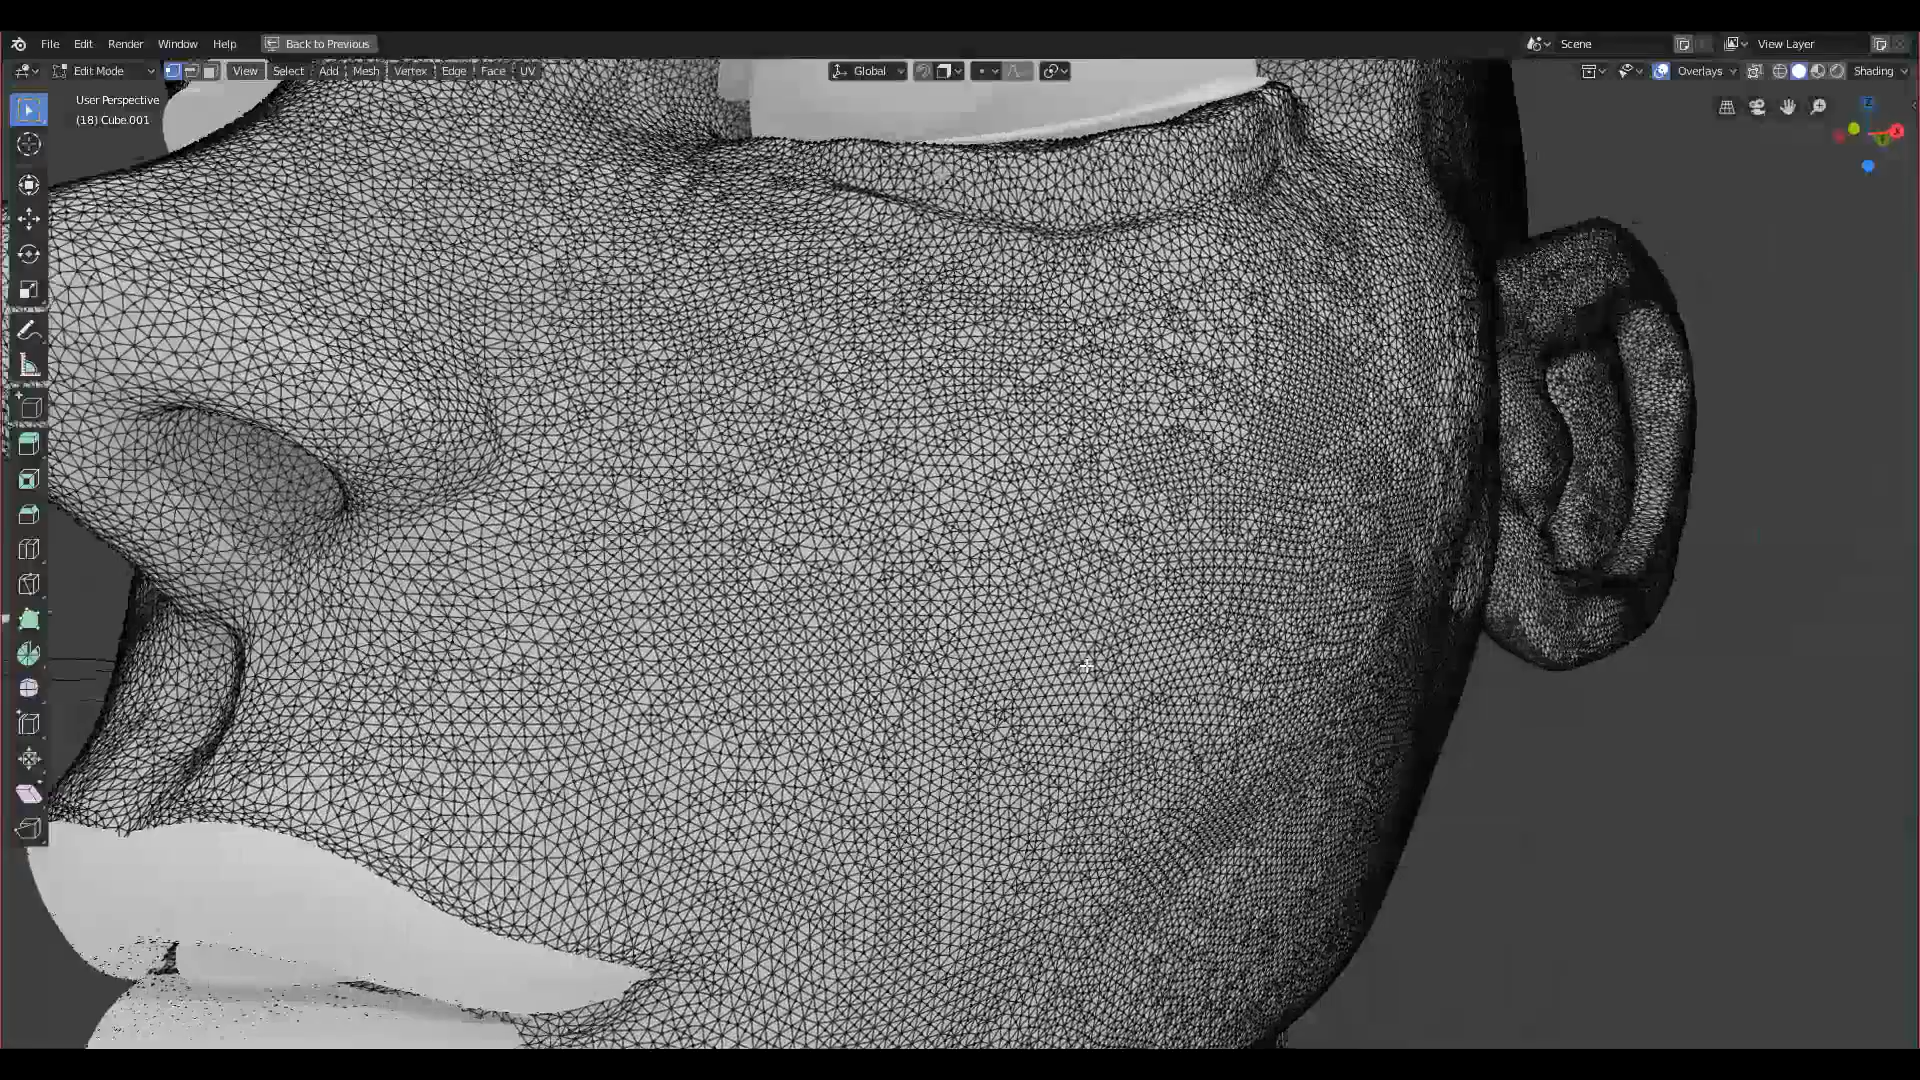 File Edit Render Window Help Back to Previous Scene View Layer
Edit Mode View Select Add Mesh Vertex Edge Face UV Global Overlays Shading
User Perspective
(18) Cube.001
Z
X
Y